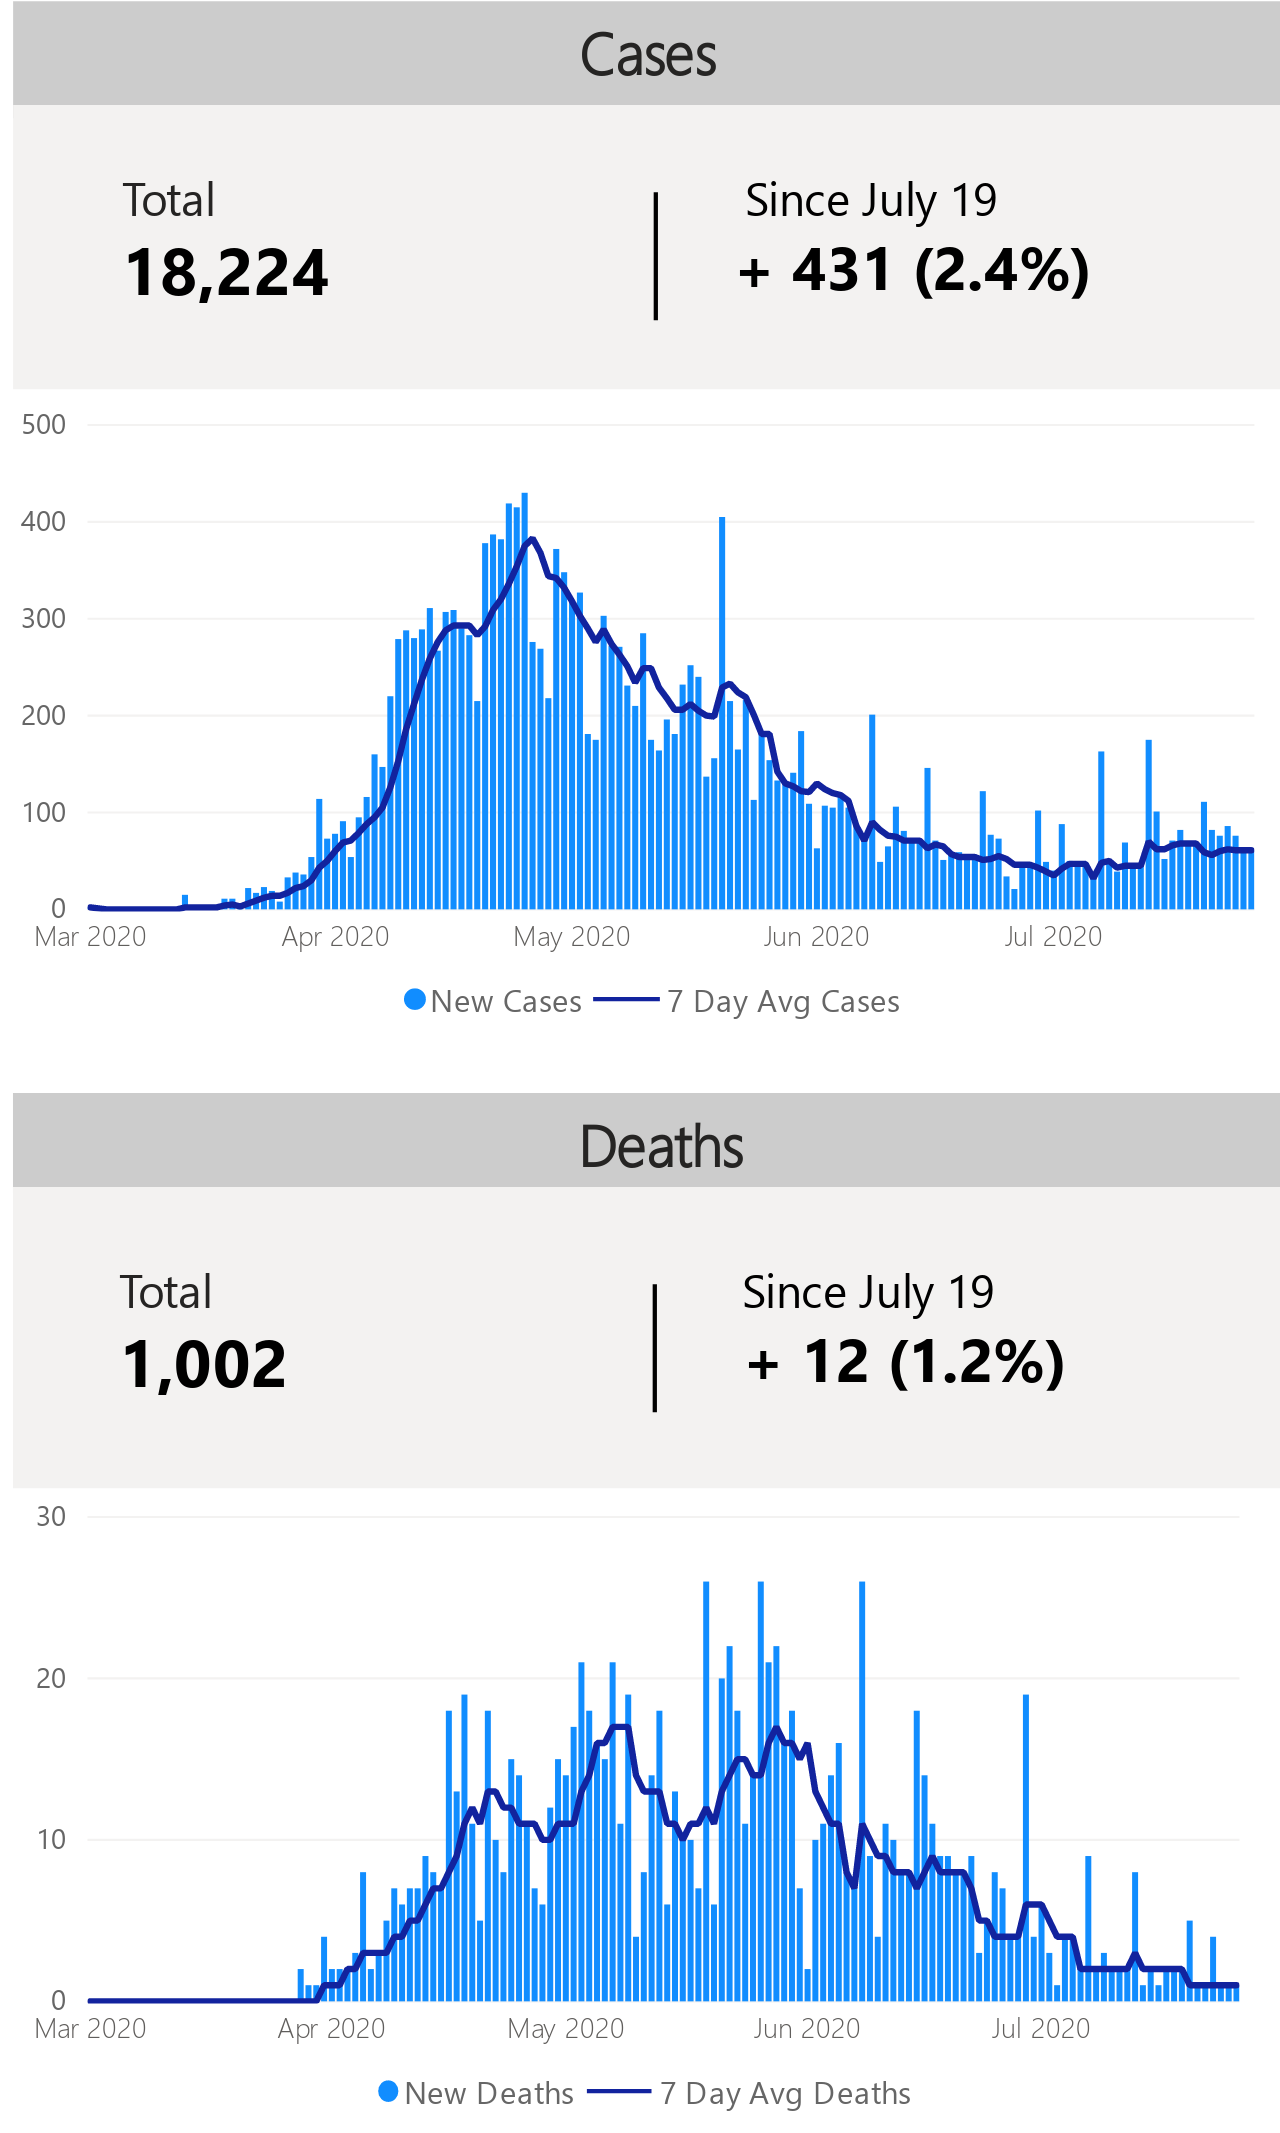 Cases
Total
Since July 19
18,224
+ 431 (2.4%)
500
400
300
200
100
0
Mar 2020
Apr 2020
May 2020
Jun 2020
Jul 2020
New Cases
7 Day Avg Cases
Deaths
Total
Since July 19
1,002
+ 12 (1.2%)
30
20
10
0
Mar 2020
Apr 2020
May 2020
Jun 2020
Jul 2020
New Deaths
7 Day Avg Deaths